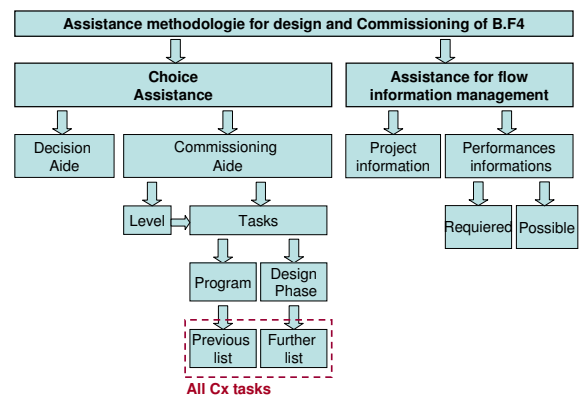 Assistance methodologie for design and Commissioning of B.F4
Choice
Assistance
Assistance for flow
information management
Decision
Aide
Commissioning
Aide
Project
information
Performances
informations
Level
Tasks
Requiered
Possible
Program
Design
Phase
Previous
list
Further
list
All Cx tasks